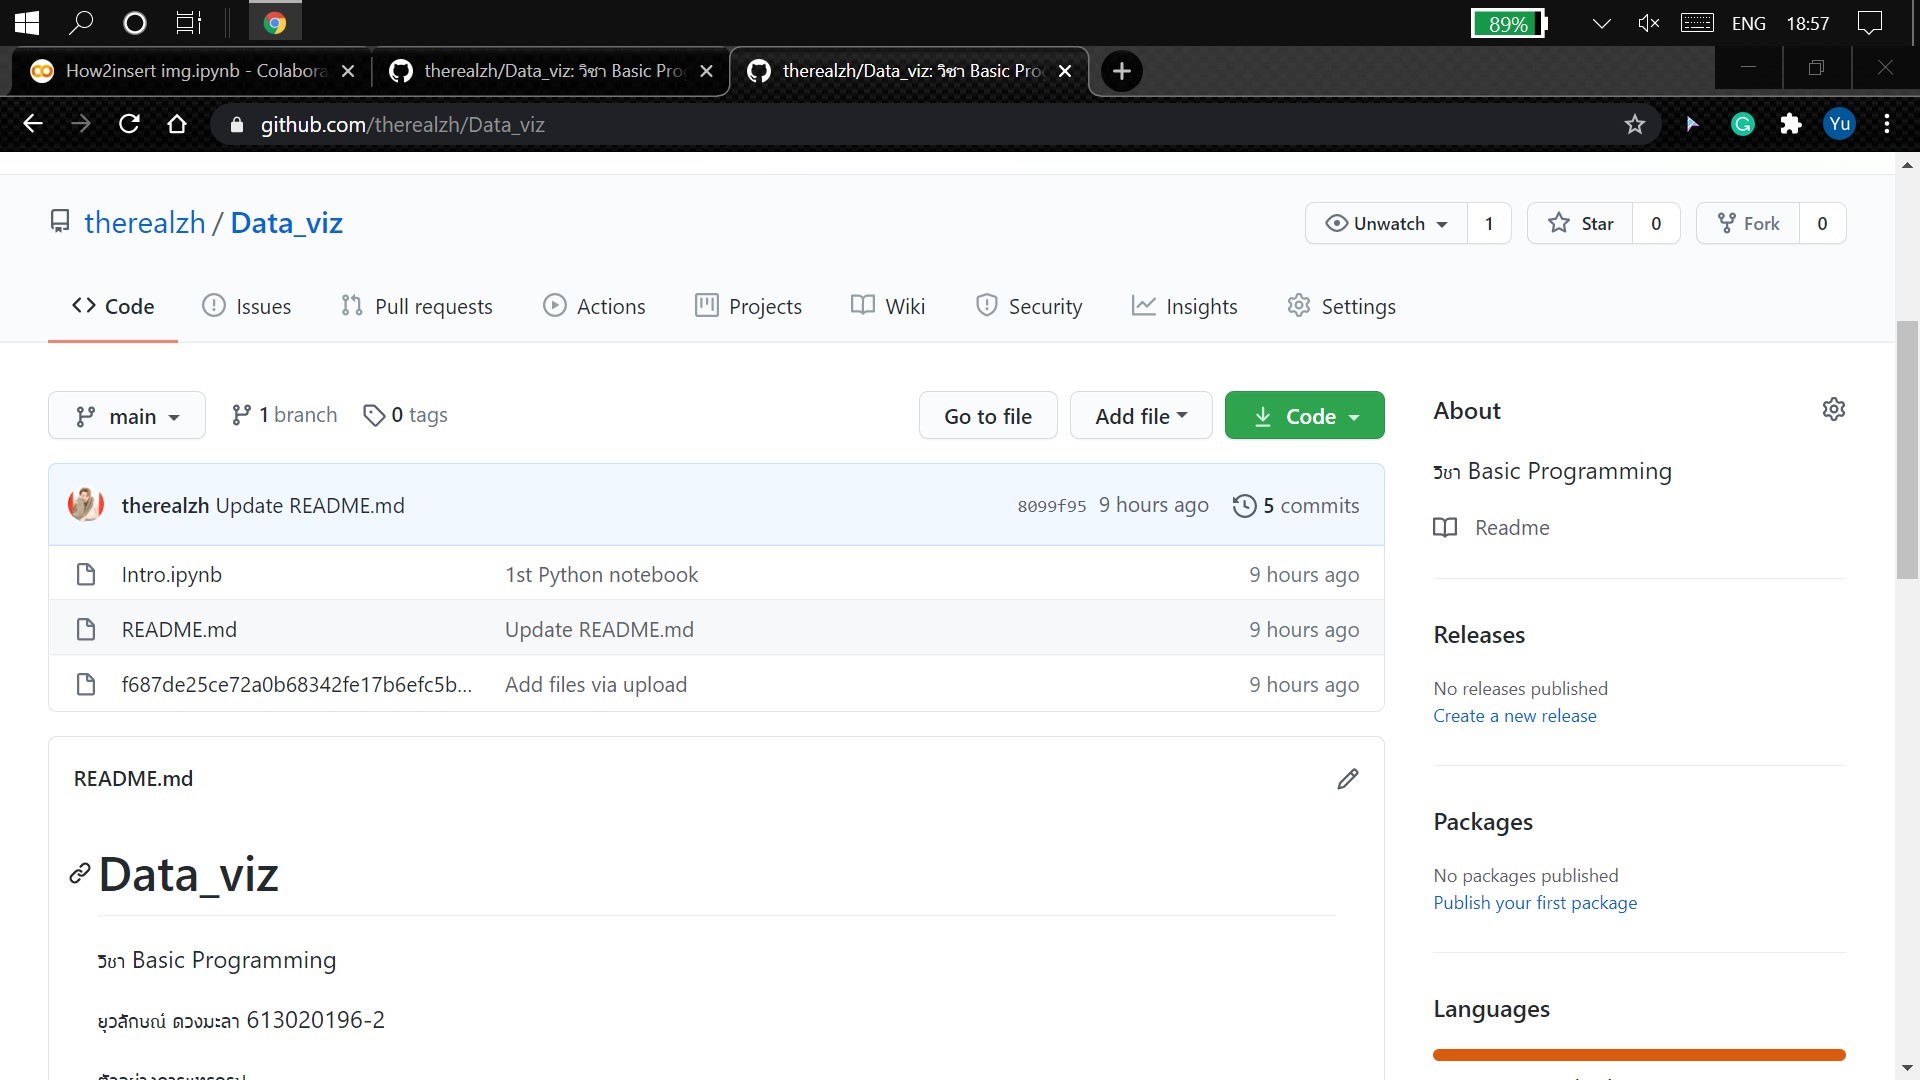 89%
ENG
18:57
How2insert img.ipynb - Colabora
therealzh/Data_viz: วิชา Basic Pro
therealzh/Data_viz: วิชา Basic Pro
github.com/therealzh/Data_viz
Yu
therealzh / Data_viz
Unwatch 1
Star 0
Fork 0
Code
Issues
Pull requests
Actions
Projects
Wiki
Security
Insights
Settings
main
1 branch
0 tags
Go to file
Add file
Code
therealzh Update README.md 8099f95 9 hours ago 5 commits
Intro.ipynb 1st Python notebook 9 hours ago
README.md Update README.md 9 hours ago
f687de25ce72a0b68342fe17b6efc5b... Add files via upload 9 hours ago
README.md
Data_viz
วิชา Basic Programming
ยุวลักษณ์ ดวงมะลา 613020196-2
About
วิชา Basic Programming
Readme
Releases
No releases published
Create a new release
Packages
No packages published
Publish your first package
Languages